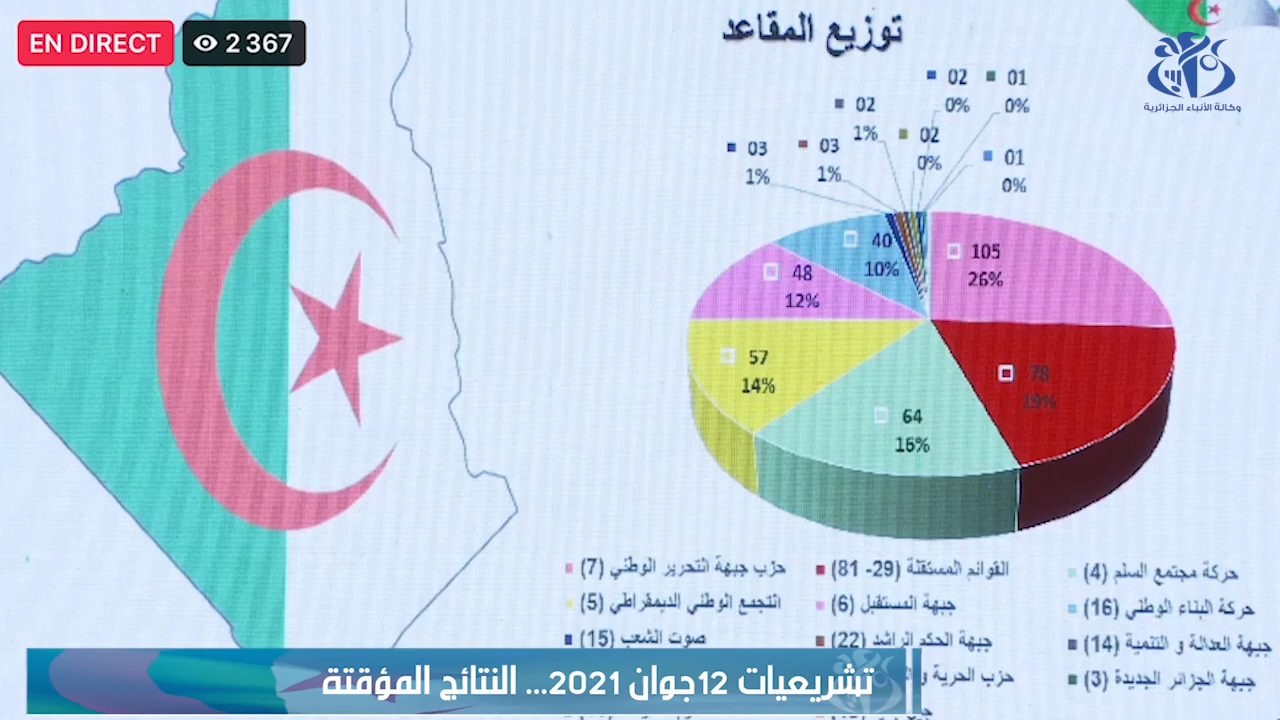 EN DIRECT
2 367
توزيع المقاعد
وكالة الأنباء الجزائرية
02
0%
01
0%
02
1%
02
0%
03
1%
03
1%
01
0%
105
26%
78
19%
64
16%
57
14%
48
12%
40
10%
حزب جبهة التحرير الوطني (7)
القوائم المستقلة (29- 81)
حركة مجتمع السلم (4)
التجمع الوطني الديمقراطي (5)
جبهة المستقبل (6)
حركة البناء الوطني (16)
صوت الشعب (15)
جبهة الحكم الراشد (22)
جبهة العدالة و التنمية (14)
حزب الحرية و
جبهة الجزائر الجديدة (3)
تشريعيات 12جوان 2021... النتائج المؤقتة